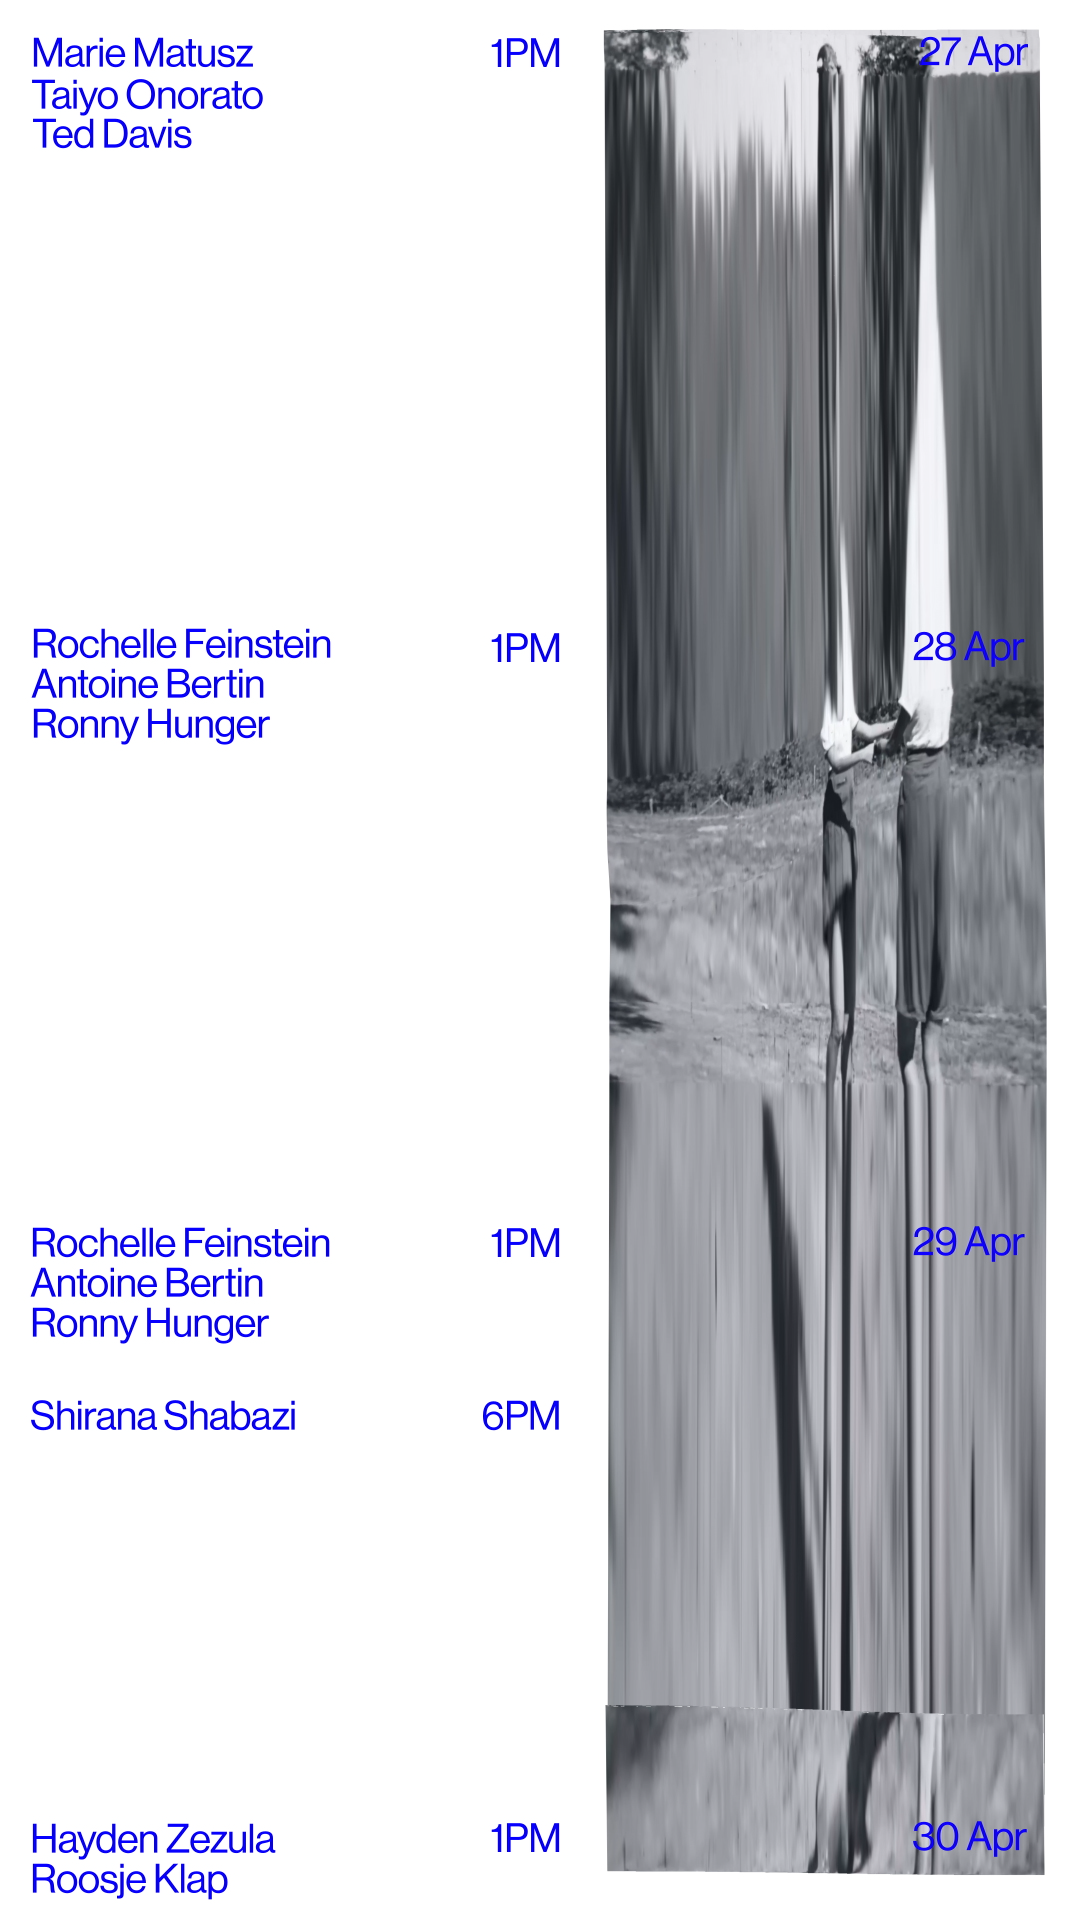 Marie Matusz 1PM 27 Apr
Taiyo Onorato
Ted Davis
Rochelle Feinstein 1PM 28 Apr
Antoine Bertin
Ronny Hunger
Rochelle Feinstein 1PM 29 Apr
Antoine Bertin
Ronny Hunger
Shirana Shabazi 6PM
Hayden Zezula 1PM 30 Apr
Roosje Klap